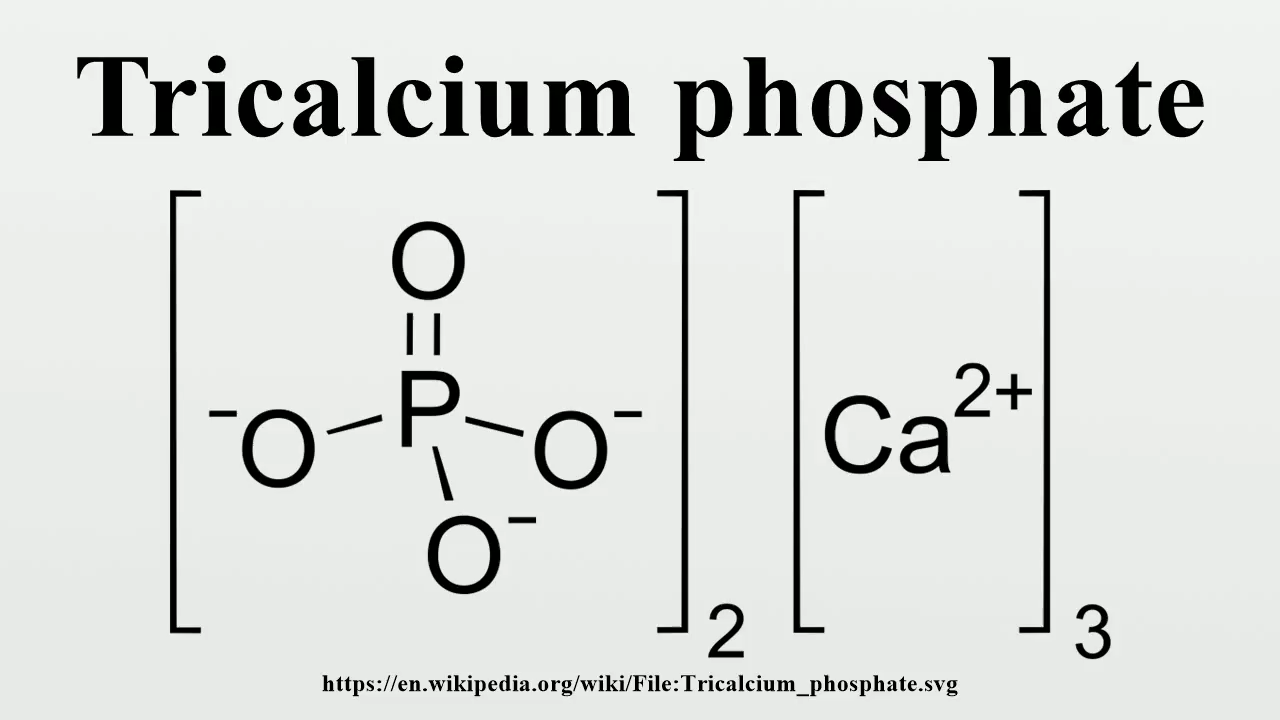 Tricalcium phosphate
O
P
−O
O−
O−
2
Ca2+
3
https://en.wikipedia.org/wiki/File:Tricalcium_phosphate.svg